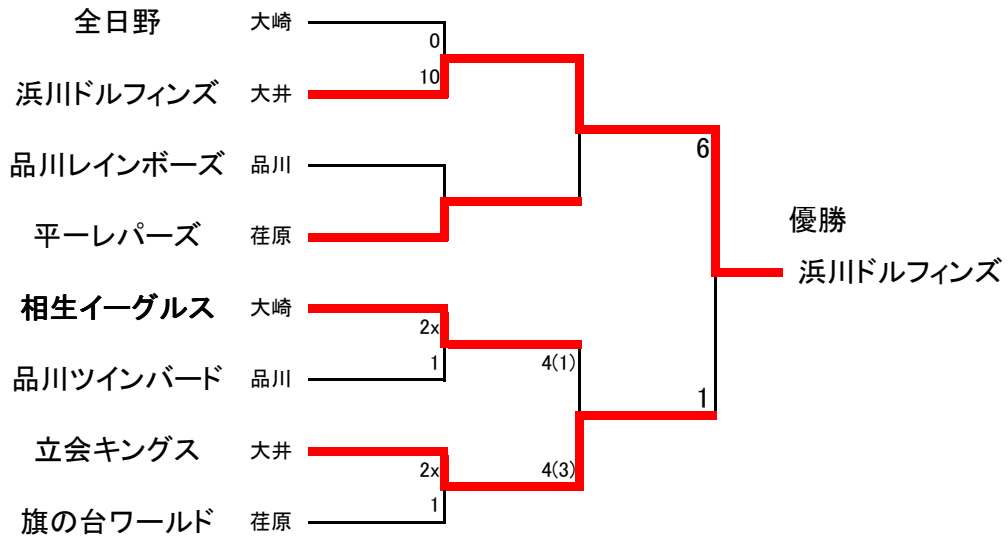 全日野 大崎
0
10
浜川ドルフィンズ 大井
6
品川レインボーズ 品川
平一レパーズ 荏原
優勝
浜川ドルフィンズ
相生イーグルス 大崎
2x
1
4(1)
品川ツインバード 品川
1
立会キングス 大井
2x
4(3)
1
旗の台ワールド 荏原